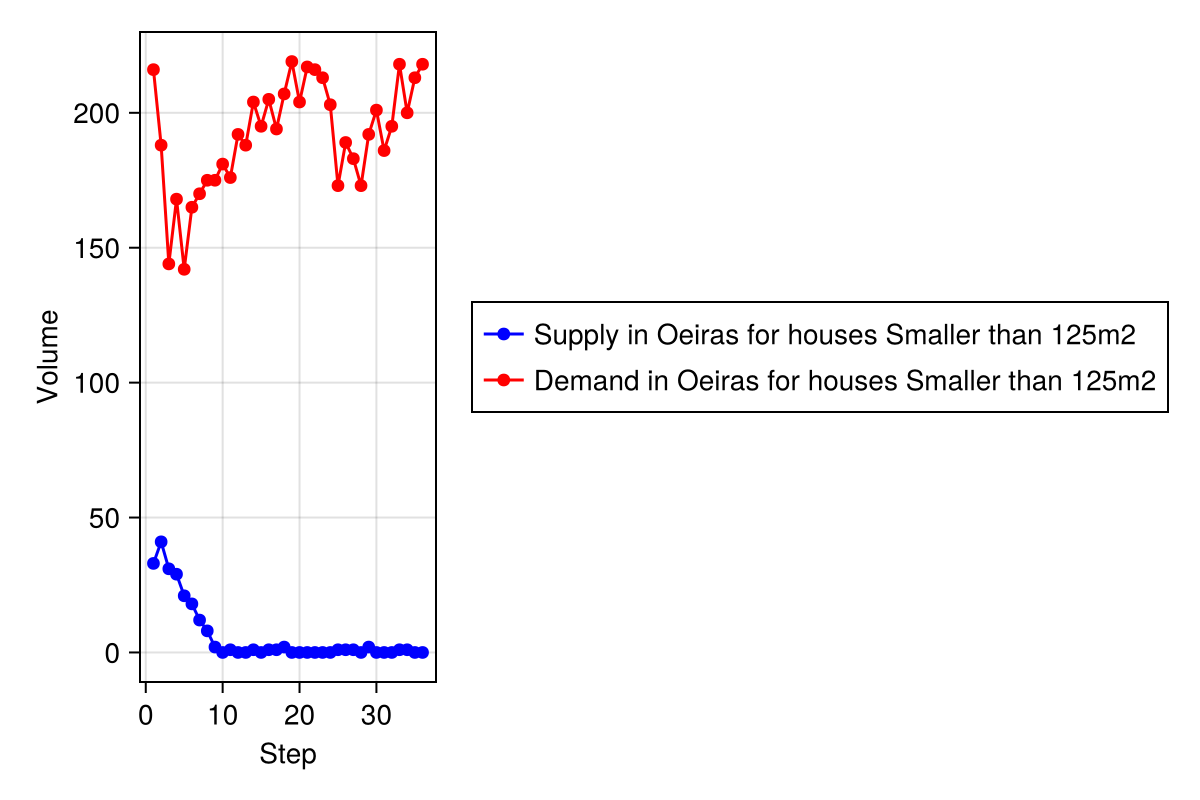 Volume
200
150
100
50
0
0 10 20 30
Step
Supply in Oeiras for houses Smaller than 125m2
Demand in Oeiras for houses Smaller than 125m2